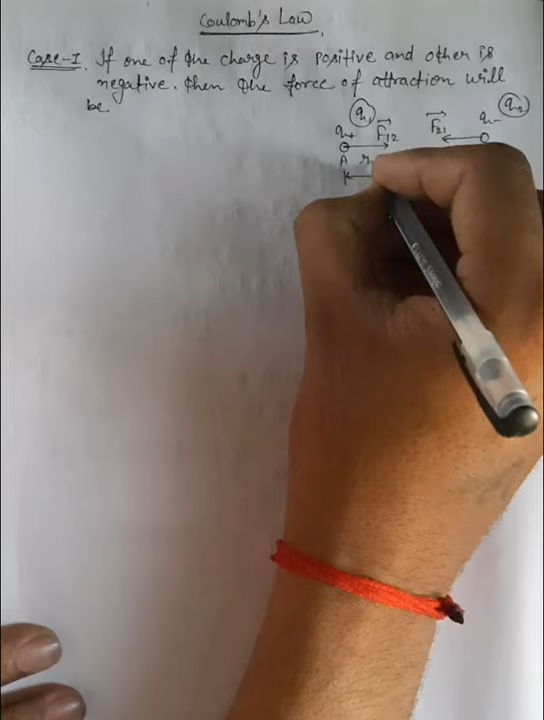 Coulomb's Law.
Case-I. If one of the charge is positive and other is
negative. then the force of attraction will
be
q₁ q₂
q+ F₁₂ F₂₁ q-
A r